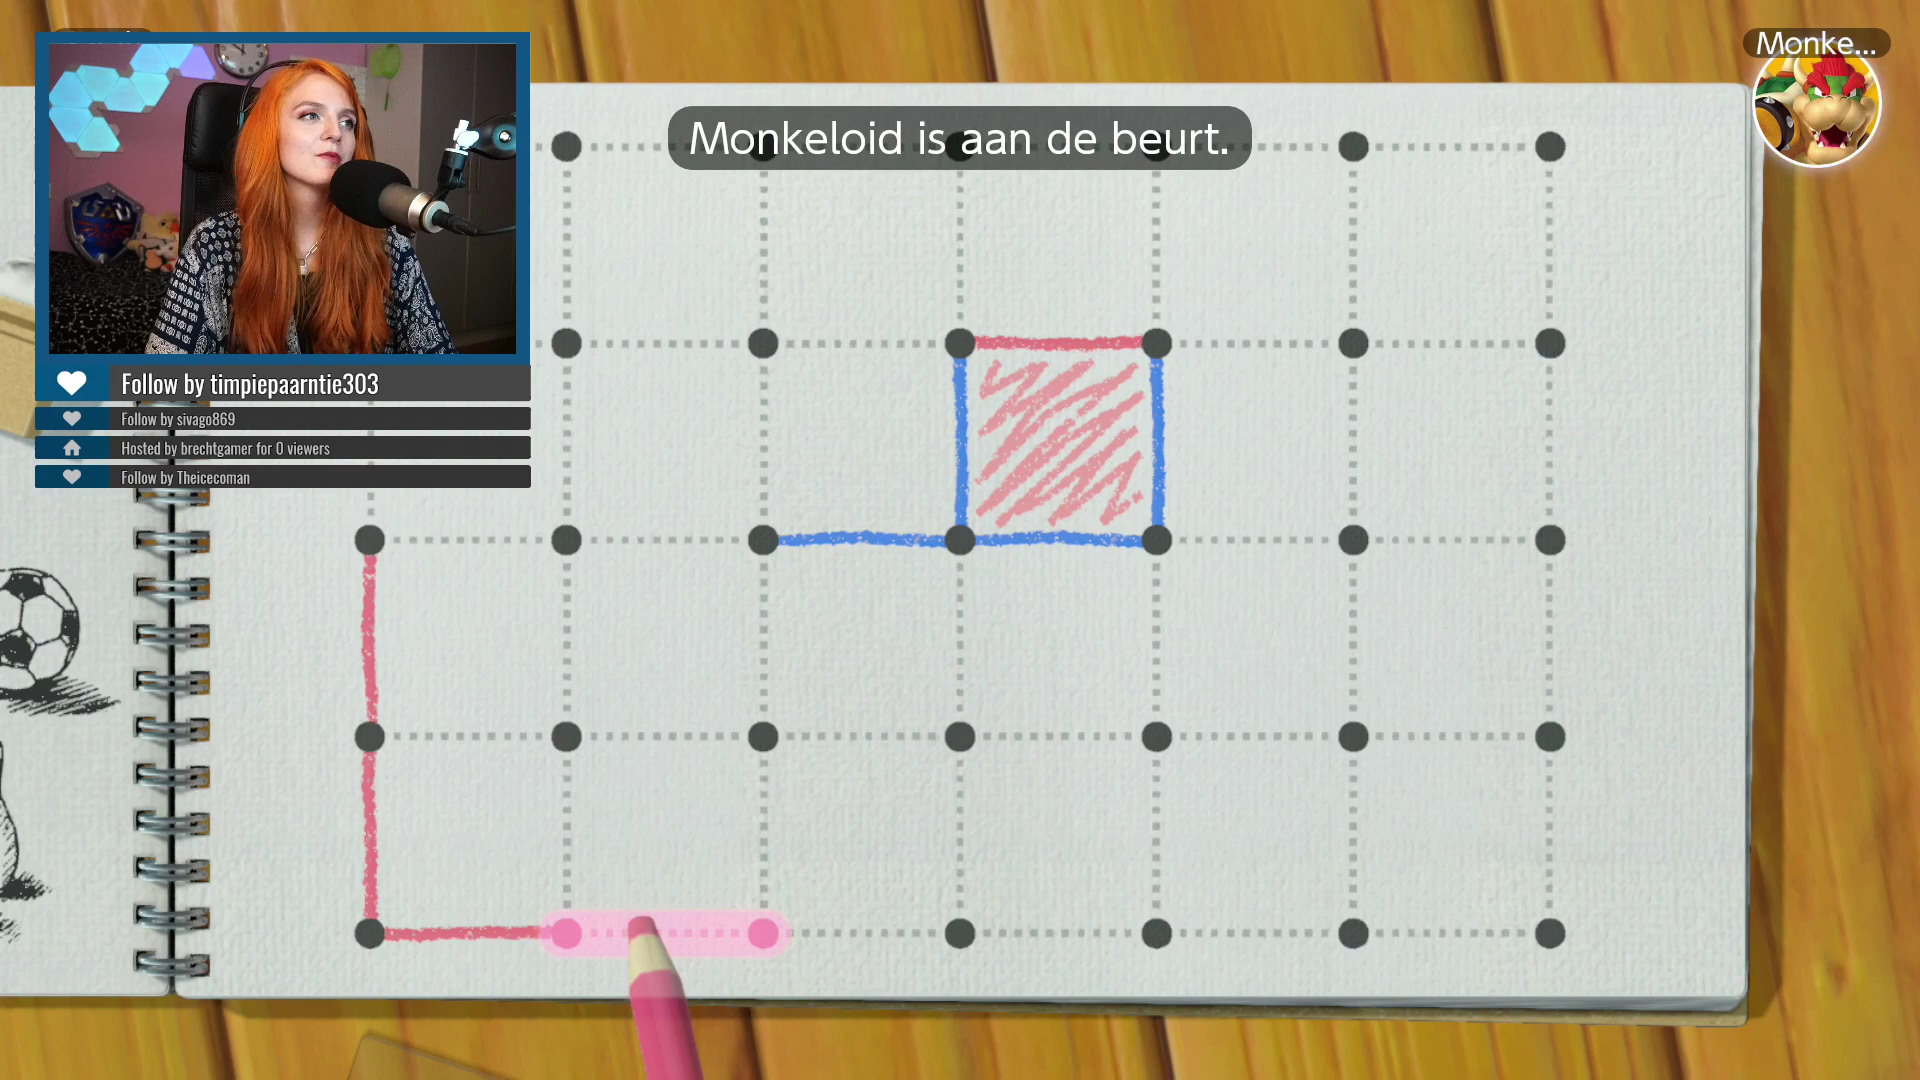 Monke...
Monkeloid is aan de beurt.
Follow by timpiepaarntie303
Follow by sivago869
Hosted by brechtgamer for 0 viewers
Follow by Theicecoman